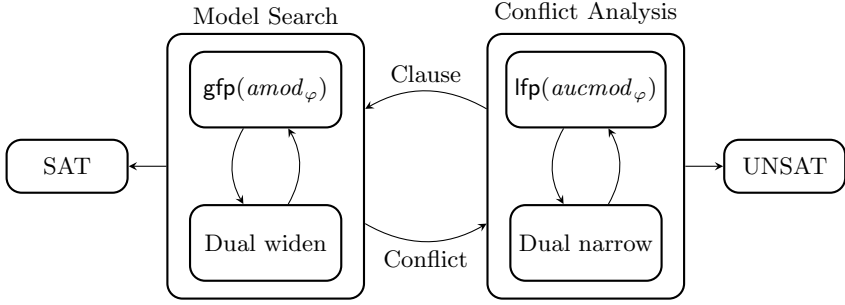 Model Search
Conflict Analysis
gfp(amod_φ)
Clause
lfp(aucmod_φ)
SAT
UNSAT
Dual widen
Conflict
Dual narrow